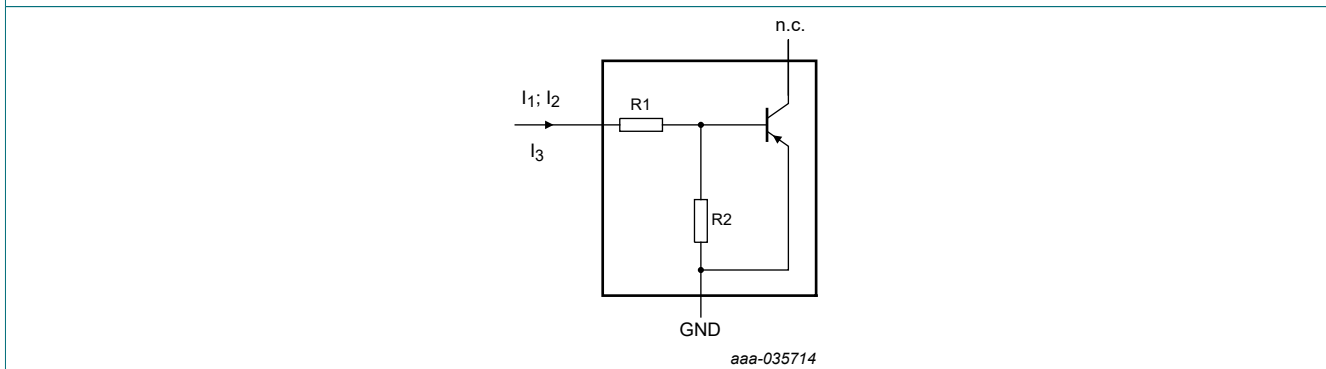 n.c.
I1; I2
R1
I3
R2
GND
aaa-035714